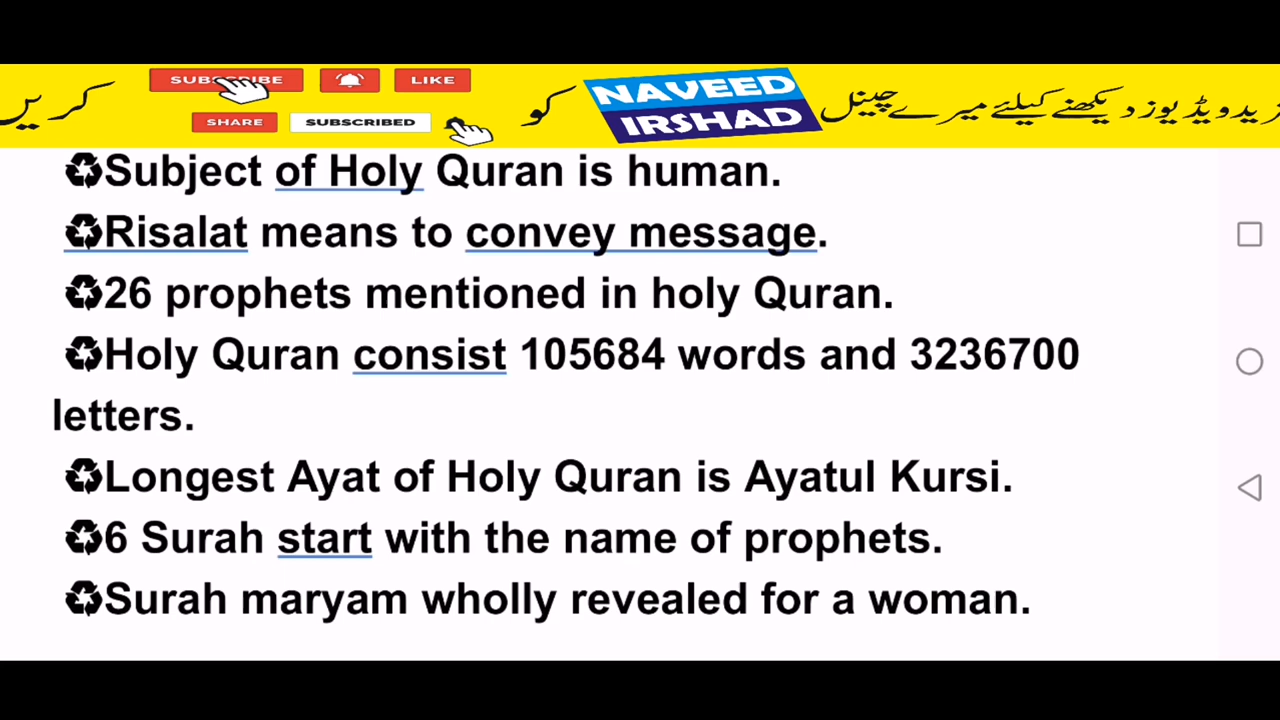 SUBSCRIBE LIKE
SHARE SUBSCRIBED
زید ویڈیوز دیکھنے کیلئے میرے چینل NAVEED IRSHAD کو کریں
♻Subject of Holy Quran is human.
♻Risalat means to convey message.
♻26 prophets mentioned in holy Quran.
♻Holy Quran consist 105684 words and 3236700
letters.
♻Longest Ayat of Holy Quran is Ayatul Kursi.
♻6 Surah start with the name of prophets.
♻Surah maryam wholly revealed for a woman.